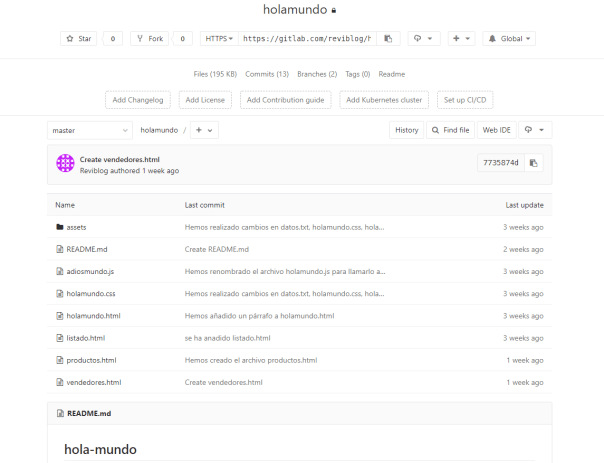 holamundo
Star 0 Fork 0 HTTPS https://gitlab.com/reviblog/h Global
Files (195 KB) Commits (13) Branches (2) Tags (0) Readme
Add Changelog Add License Add Contribution guide Add Kubernetes cluster Set up CI/CD
master holamundo / + History Find file Web IDE
Create vendedores.html
Reviblog authored 1 week ago
7735874d
Name Last commit Last update
assets Hemos realizado cambios en datos.txt, holamundo.css, hola... 3 weeks ago
README.md Create README.md 2 weeks ago
adiosmundo.js Hemos renombrado el archivo holamundo.js para llamarlo a... 3 weeks ago
holamundo.css Hemos realizado cambios en datos.txt, holamundo.css, hola... 3 weeks ago
holamundo.html Hemos añadido un párrafo a holamundo.html 3 weeks ago
listado.html se ha anadido listado.html 3 weeks ago
productos.html Hemos creado el archivo productos.html 1 week ago
vendedores.html Create vendedores.html 1 week ago
README.md
hola-mundo